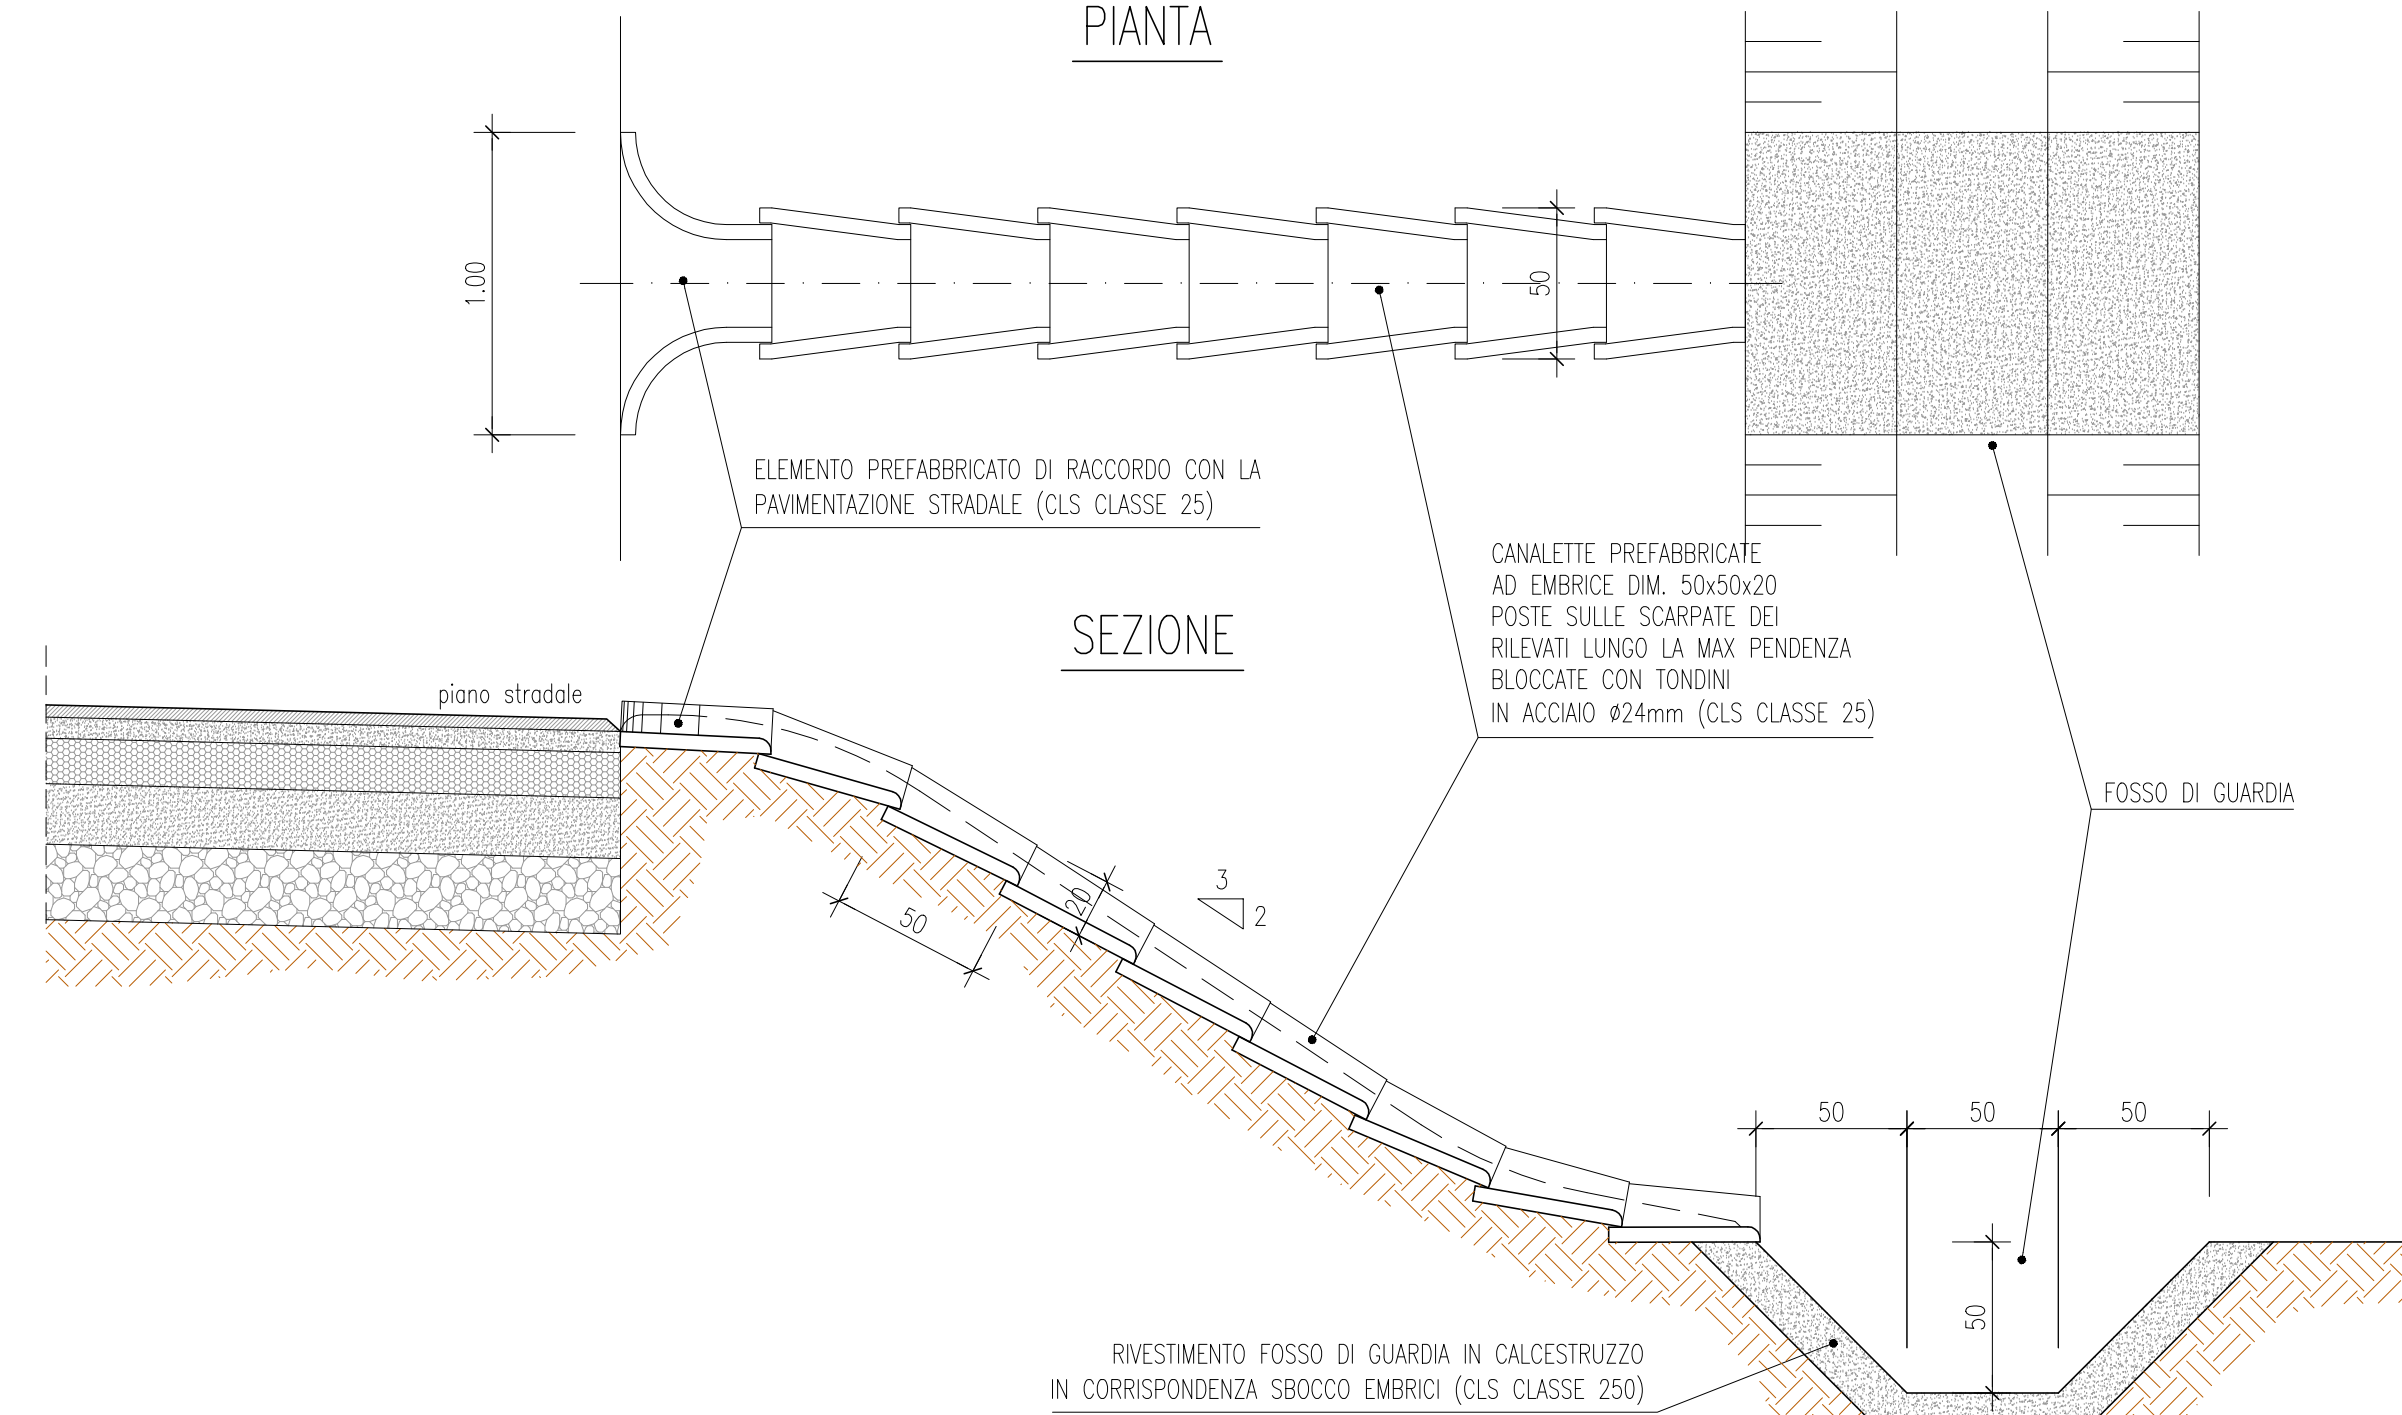 PIANTA
1.00
50
ELEMENTO PREFABBRICATO DI RACCORDO CON LA
PAVIMENTAZIONE STRADALE (CLS CLASSE 25)
CANALETTE PREFABBRICATE
AD EMBRICE DIM. 50x50x20
POSTE SULLE SCARPATE DEI
RILEVATI LUNGO LA MAX PENDENZA
BLOCCATE CON TONDINI
IN ACCIAIO ø24mm (CLS CLASSE 25)
SEZIONE
piano stradale
FOSSO DI GUARDIA
3
2
20
50
50
50
50
50
RIVESTIMENTO FOSSO DI GUARDIA IN CALCESTRUZZO
IN CORRISPONDENZA SBOCCO EMBRICI (CLS CLASSE 250)